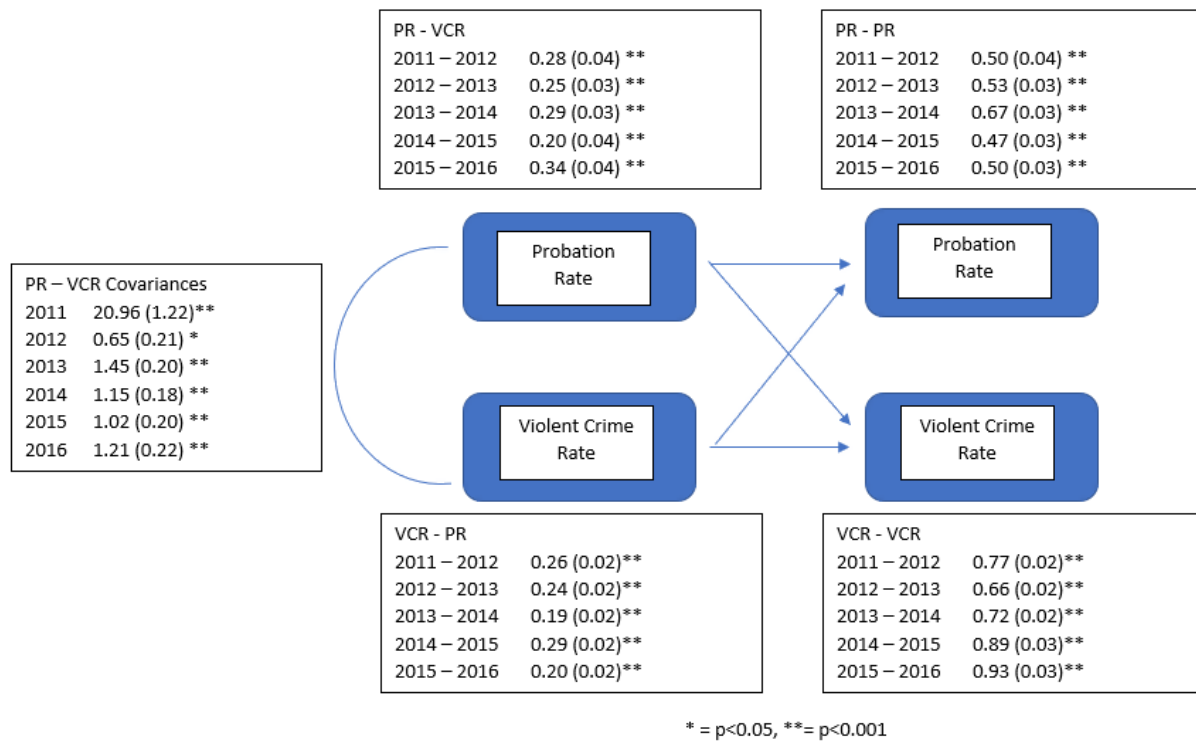 PR - VCR
2011 – 2012 0.28 (0.04) **
2012 – 2013 0.25 (0.03) **
2013 – 2014 0.29 (0.03) **
2014 – 2015 0.20 (0.04) **
2015 – 2016 0.34 (0.04) **
PR - PR
2011 – 2012 0.50 (0.04) **
2012 – 2013 0.53 (0.03) **
2013 – 2014 0.67 (0.03) **
2014 – 2015 0.47 (0.03) **
2015 – 2016 0.50 (0.03) **
PR – VCR Covariances
2011 20.96 (1.22)**
2012 0.65 (0.21) *
2013 1.45 (0.20) **
2014 1.15 (0.18) **
2015 1.02 (0.20) **
2016 1.21 (0.22) **
Probation
Rate
Probation
Rate
Violent Crime
Rate
Violent Crime
Rate
VCR - PR
2011 – 2012 0.26 (0.02)**
2012 – 2013 0.24 (0.02)**
2013 – 2014 0.19 (0.02)**
2014 – 2015 0.29 (0.02)**
2015 – 2016 0.20 (0.02)**
VCR - VCR
2011 – 2012 0.77 (0.02)**
2012 – 2013 0.66 (0.02)**
2013 – 2014 0.72 (0.02)**
2014 – 2015 0.89 (0.03)**
2015 – 2016 0.93 (0.03)**
* = p<0.05, **= p<0.001